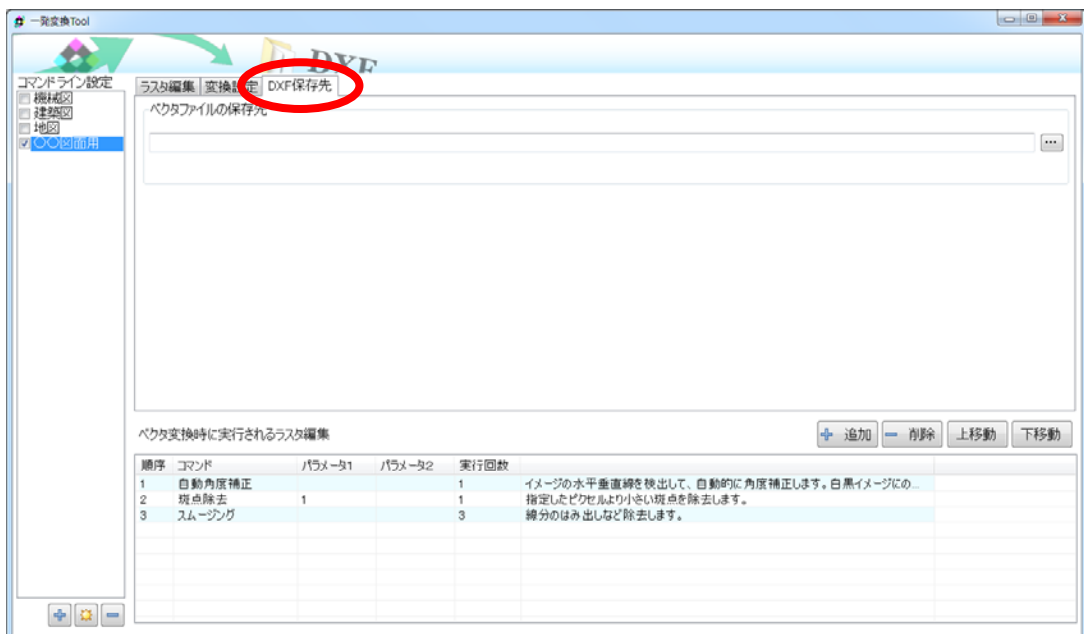 一発変換Tool
DXF
コマンドライン設定
機械図
建築図
地図
〇〇図面用
ラスタ編集 変換設定 DXF保存先
ベクタファイルの保存先
...
ベクタ変換時に実行されるラスタ編集
追加 削除 上移動 下移動
順序 コマンド パラメータ1 パラメータ2 実行回数
1 自動角度補正 1 イメージの水平垂直線を検出して、自動的に角度補正します。白黒イメージにの...
2 斑点除去 1 1 指定したピクセルより小さい斑点を除去します。
3 スムージング 3 線分のはみ出しなど除去します。